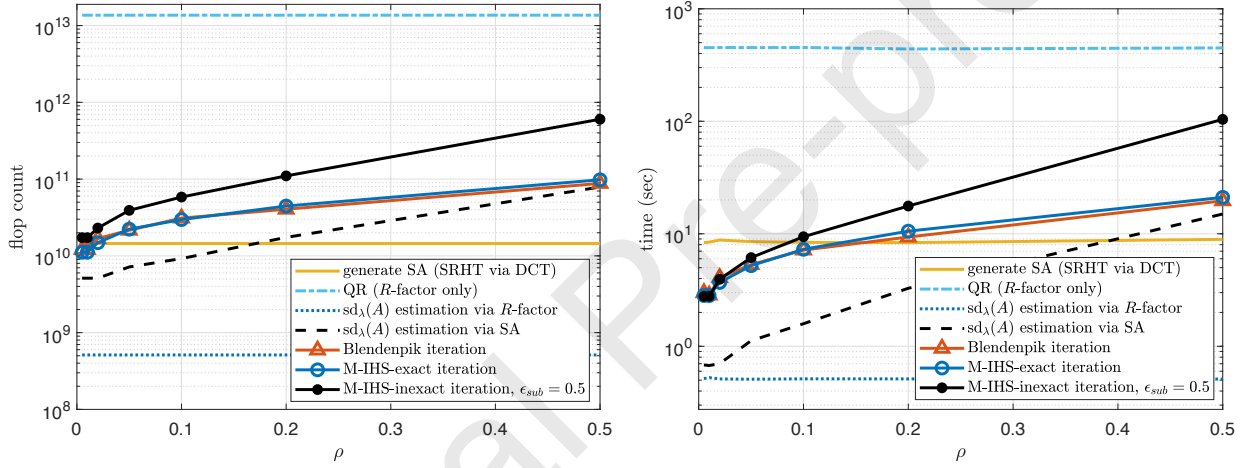 10^13
10^12
10^11
10^10
10^9
10^8
flop count
0
0.1
0.2
0.3
0.4
0.5
ρ
generate SA (SRHT via DCT)
QR (R-factor only)
sd_λ(A) estimation via R-factor
sd_λ(A) estimation via SA
Blendenpik iteration
M-IHS-exact iteration
M-IHS-inexact iteration, ϵ_sub = 0.5
10^3
10^2
10^1
10^0
time (sec)
0
0.1
0.2
0.3
0.4
0.5
ρ
generate SA (SRHT via DCT)
QR (R-factor only)
sd_λ(A) estimation via R-factor
sd_λ(A) estimation via SA
Blendenpik iteration
M-IHS-exact iteration
M-IHS-inexact iteration, ϵ_sub = 0.5
al Pre-pr